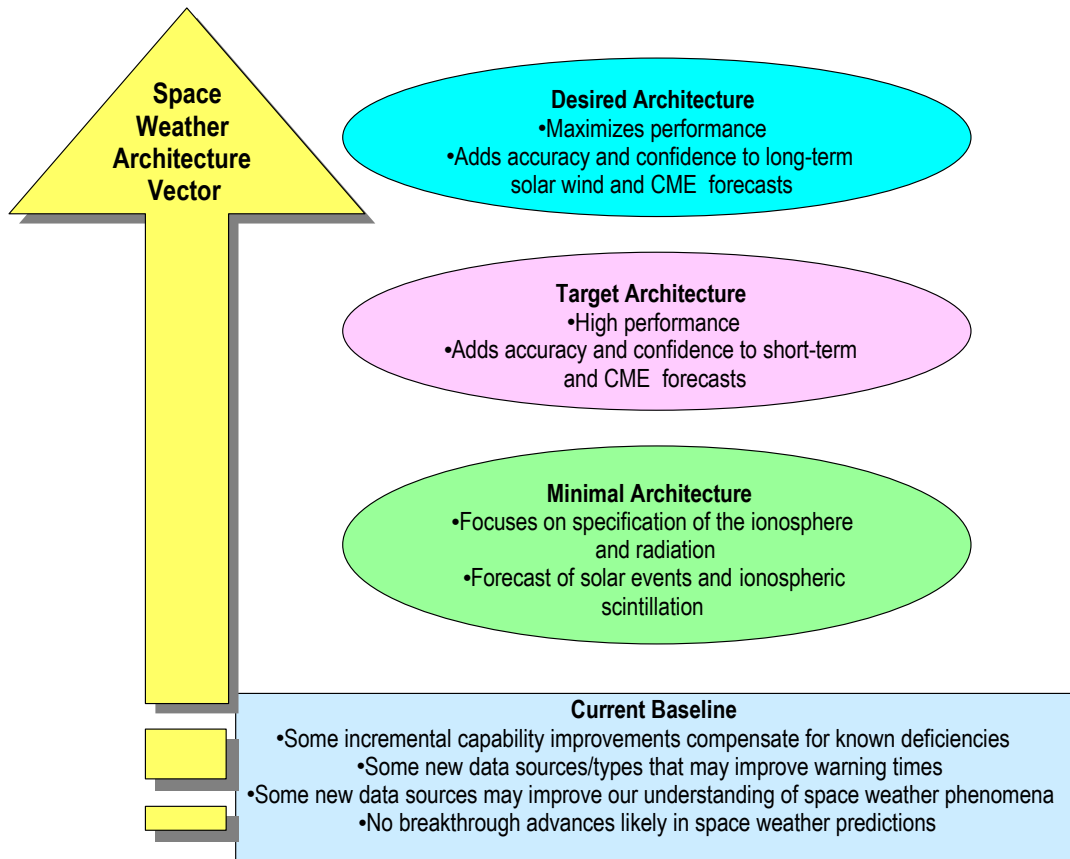 Space
Weather
Architecture
Vector
Desired Architecture
•Maximizes performance
•Adds accuracy and confidence to long-term
solar wind and CME forecasts
Target Architecture
•High performance
•Adds accuracy and confidence to short-term
and CME forecasts
Minimal Architecture
•Focuses on specification of the ionosphere
and radiation
•Forecast of solar events and ionospheric
scintillation
Current Baseline
•Some incremental capability improvements compensate for known deficiencies
•Some new data sources/types that may improve warning times
•Some new data sources may improve our understanding of space weather phenomena
•No breakthrough advances likely in space weather predictions